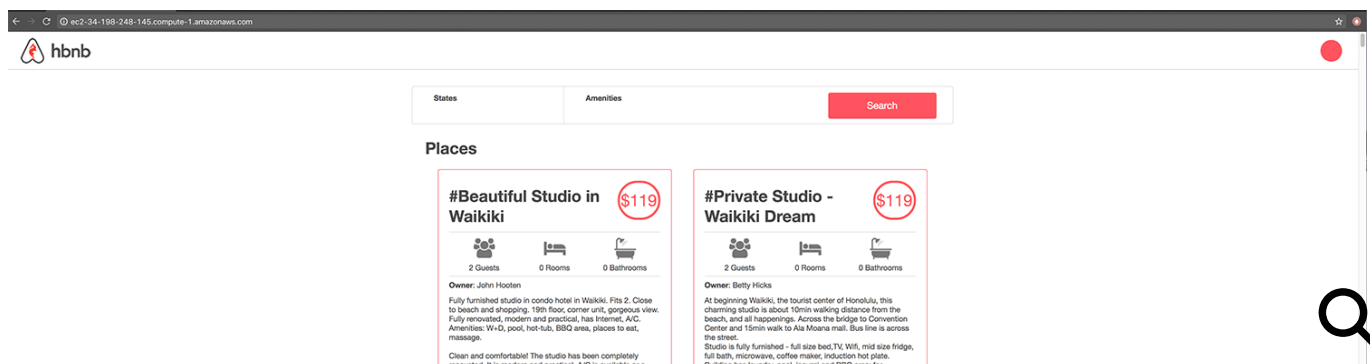 ec2-34-198-248-145.compute-1.amazonaws.com
hbnb
States
Amenities
Search
Places
#Beautiful Studio in
Waikiki
$119
2 Guests
0 Rooms
0 Bathrooms
Owner: John Hooten
Fully furnished studio in condo hotel in Waikiki. Fits 2. Close
to beach and shopping. 19th floor, corner unit, gorgeous view.
Fully renovated, modern and practical, has Internet, A/C.
Amenities: W+D, pool, hot-tub, BBQ area, places to eat,
massage.
Clean and comfortable! The studio has been completely
#Private Studio -
Waikiki Dream
$119
2 Guests
0 Rooms
0 Bathrooms
Owner: Betty Hicks
At beginning Waikiki, the tourist center of Honolulu, this
charming studio is about 10min walking distance from the
beach, and all happenings. Across the bridge to Convention
Center and 15min walk to Ala Moana mall. Bus line is across
the street.
Studio is fully furnished - full size bed,TV, Wifi, mid size fridge,
full bath, microwave, coffee maker, induction hot plate.